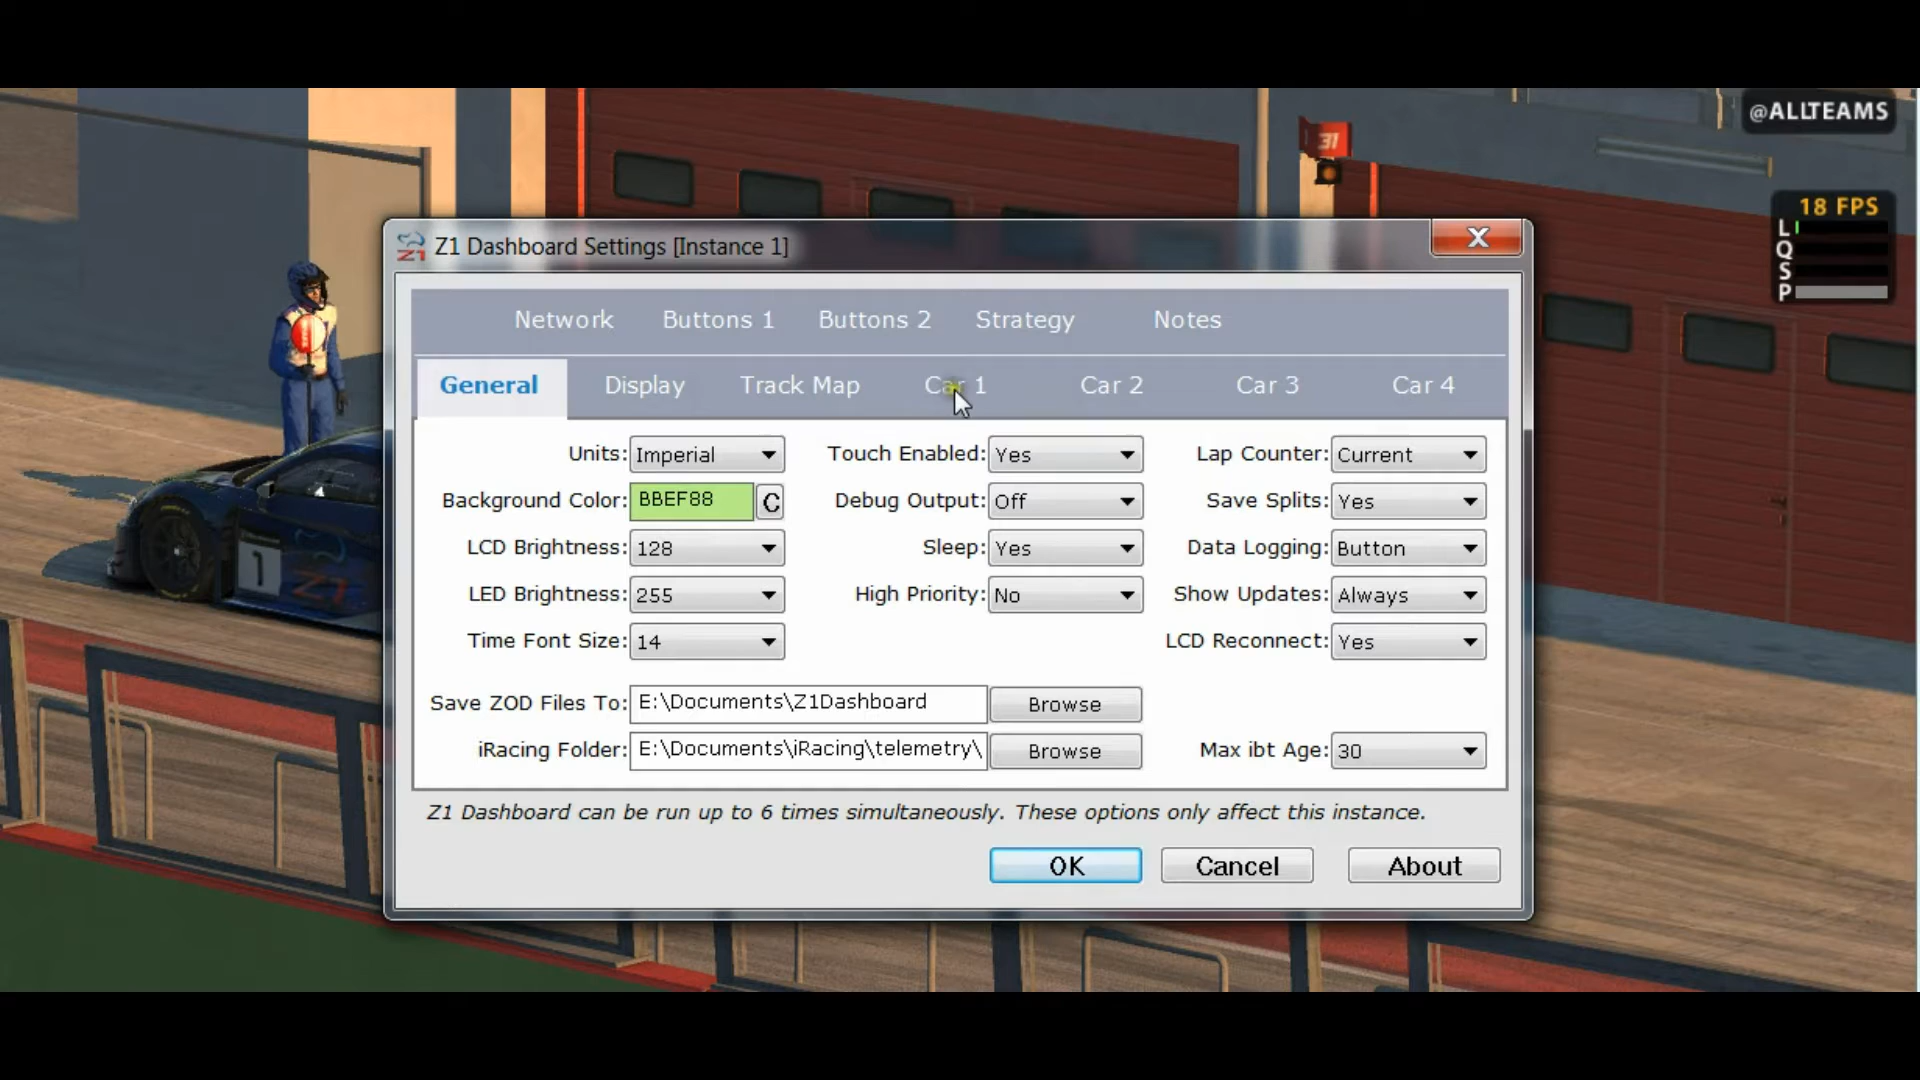 @ALLTEAMS
31
18 FPS
L
Q
S
P
Z1 Dashboard Settings [Instance 1]
X
Network Buttons 1 Buttons 2 Strategy Notes
General Display Track Map Car 1 Car 2 Car 3 Car 4
Units: Imperial Touch Enabled: Yes Lap Counter: Current
Background Color: BBEF88 C Debug Output: Off Save Splits: Yes
LCD Brightness: 128 Sleep: Yes Data Logging: Button
LED Brightness: 255 High Priority: No Show Updates: Always
Time Font Size: 14 LCD Reconnect: Yes
Save ZOD Files To: E:\Documents\Z1Dashboard Browse
iRacing Folder: E:\Documents\iRacing\telemetry\ Browse Max ibt Age: 30
Z1 Dashboard can be run up to 6 times simultaneously. These options only affect this instance.
OK Cancel About
1
Z1